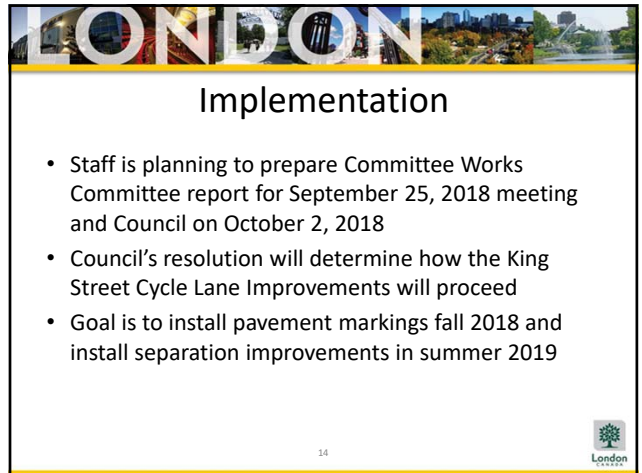 LONDON
Implementation
• Staff is planning to prepare Committee Works
Committee report for September 25, 2018 meeting
and Council on October 2, 2018
• Council's resolution will determine how the King
Street Cycle Lane Improvements will proceed
• Goal is to install pavement markings fall 2018 and
install separation improvements in summer 2019
14
London
CANADA